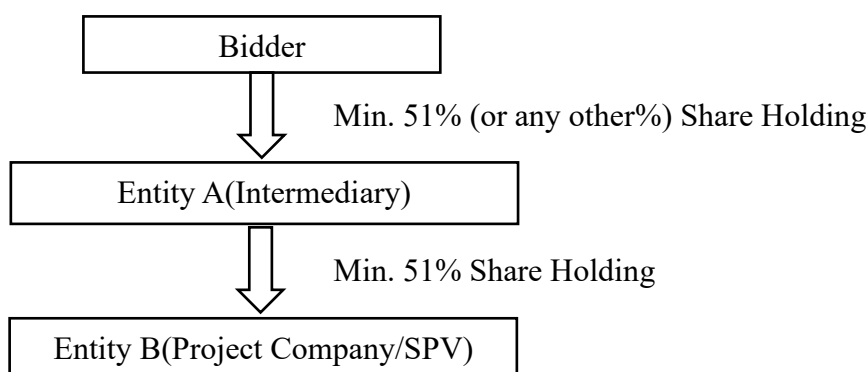 Bidder
Min. 51% (or any other%) Share Holding
Entity A(Intermediary)
Min. 51% Share Holding
Entity B(Project Company/SPV)